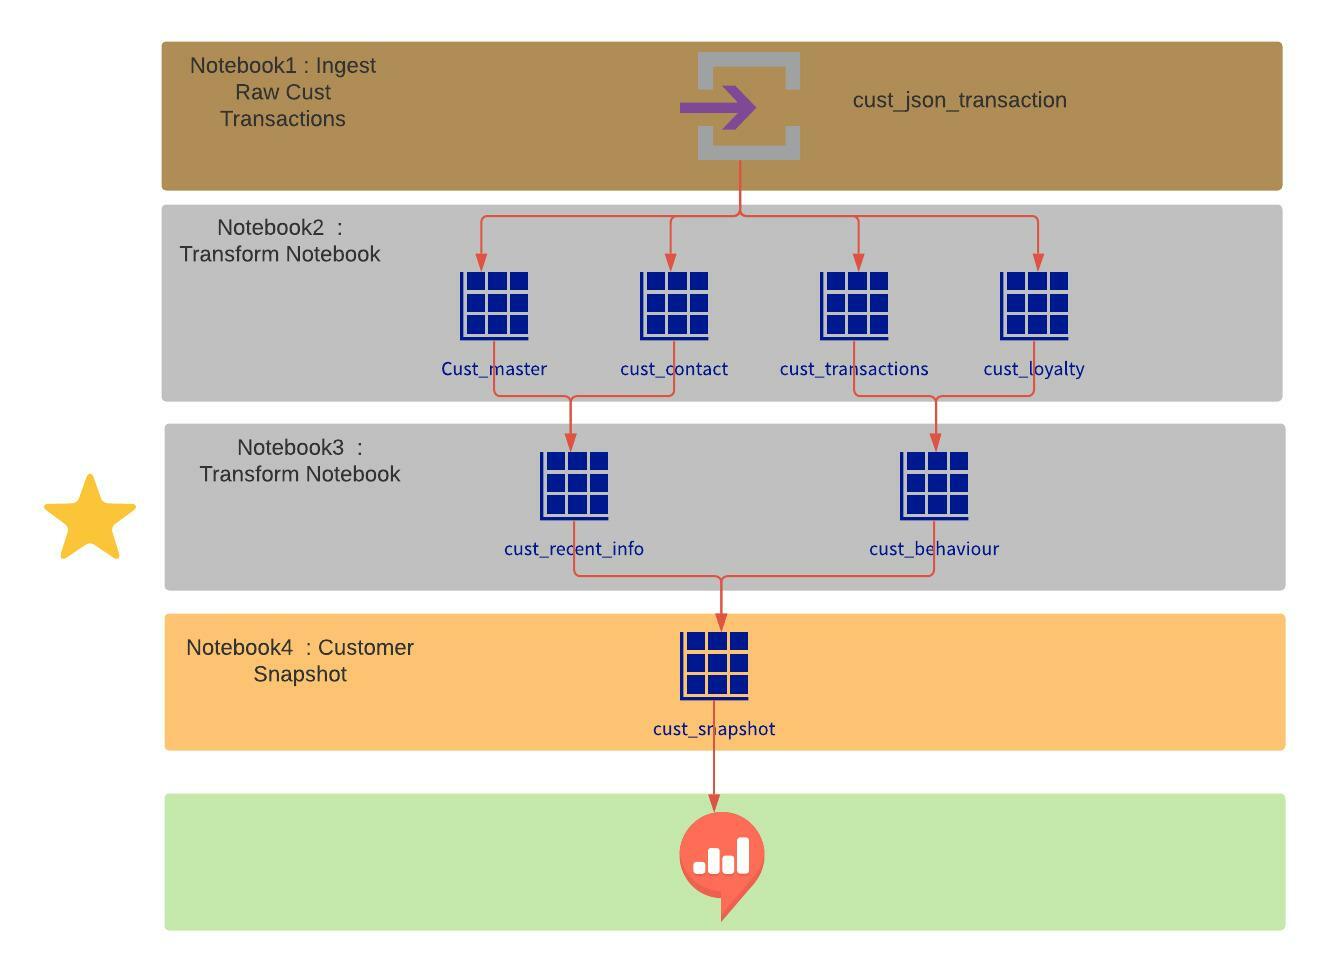 Notebook1 : Ingest
Raw Cust
Transactions
cust_json_transaction
Notebook2  :
Transform Notebook
Cust_master
cust_contact
cust_transactions
cust_loyalty
Notebook3  :
Transform Notebook
cust_recent_info
cust_behaviour
Notebook4  : Customer
Snapshot
cust_snapshot